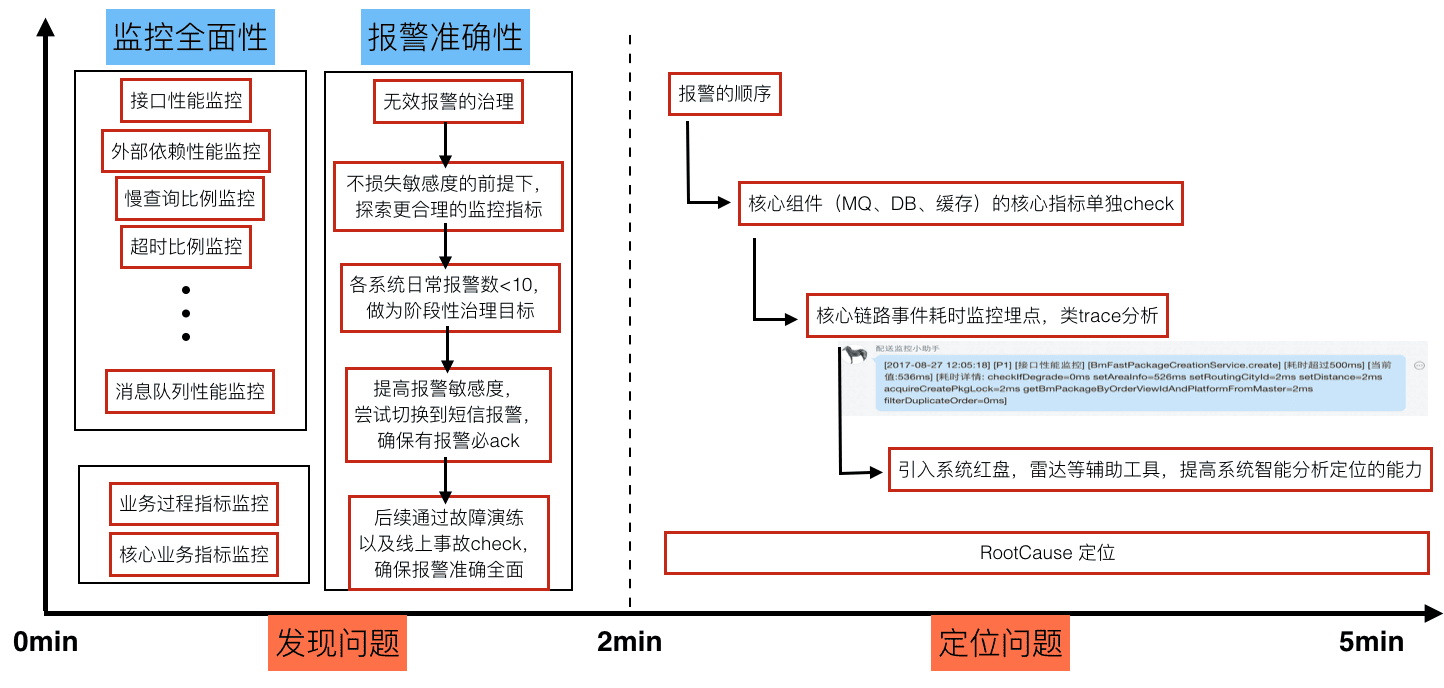 监控全面性
接口性能监控
外部依赖性能监控
慢查询比例监控
超时比例监控
消息队列性能监控
业务过程指标监控
核心业务指标监控
报警准确性
无效报警的治理
不损失敏感度的前提下，
探索更合理的监控指标
各系统日常报警数<10，
做为阶段性治理目标
提高报警敏感度，
尝试切换到短信报警，
确保有报警必ack
后续通过故障演练
以及线上事故check，
确保报警准确全面
报警的顺序
核心组件（MQ、DB、缓存）的核心指标单独check
核心链路事件耗时监控埋点，类trace分析
配送监控小助手
[2017-08-27 12:05:18] [P1] [接口性能监控] [BmFastPackageCreationService.create] [耗时超过500ms] [当前
值:536ms] [耗时详情: checkIfDegrade=0ms setAreaInfo=526ms setRoutingCityId=2ms setDistance=2ms
acquireCreatePkgLock=2ms getBmPackageByOrderViewIdAndPlatformFromMaster=2ms
filterDuplicateOrder=0ms]
引入系统红盘，雷达等辅助工具，提高系统智能分析定位的能力
RootCause 定位
0min
发现问题
2min
定位问题
5min